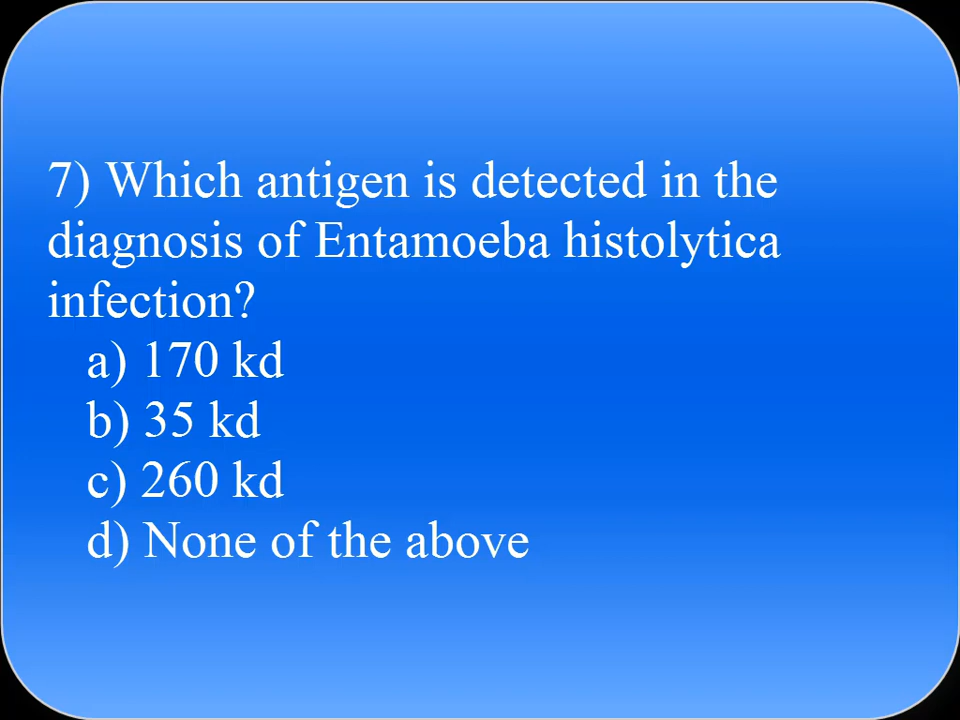 7) Which antigen is detected in the
diagnosis of Entamoeba histolytica
infection?
a) 170 kd
b) 35 kd
c) 260 kd
d) None of the above